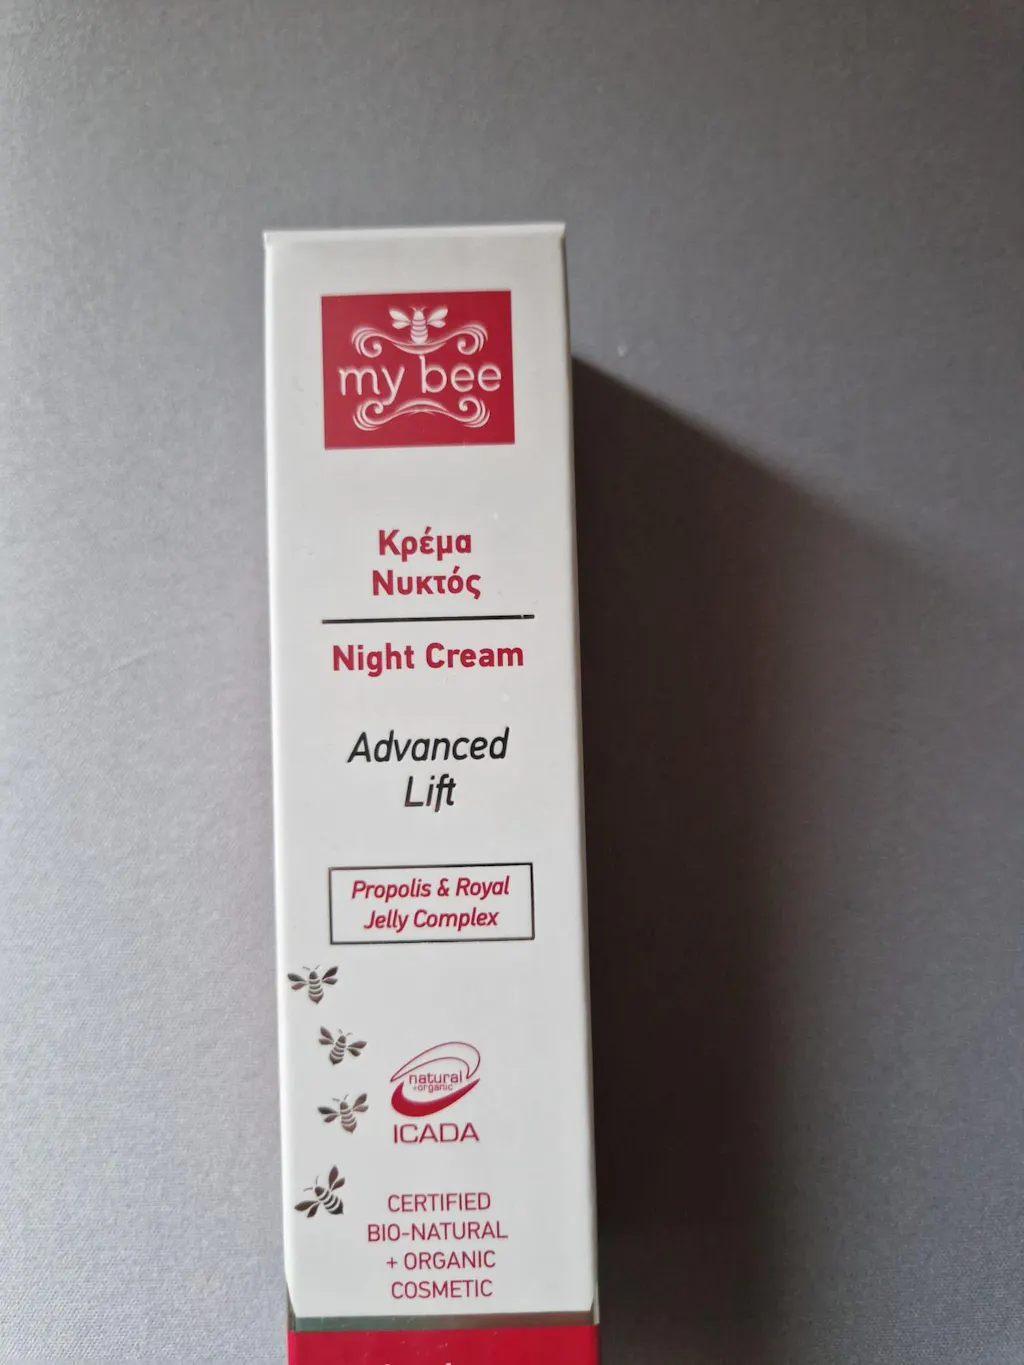 my bee
Κρέμα
Νυκτός
Night Cream
Advanced
Lift
Propolis & Royal
Jelly Complex
natural
+organic
ICADA
CERTIFIED
BIO-NATURAL
+ ORGANIC
COSMETIC